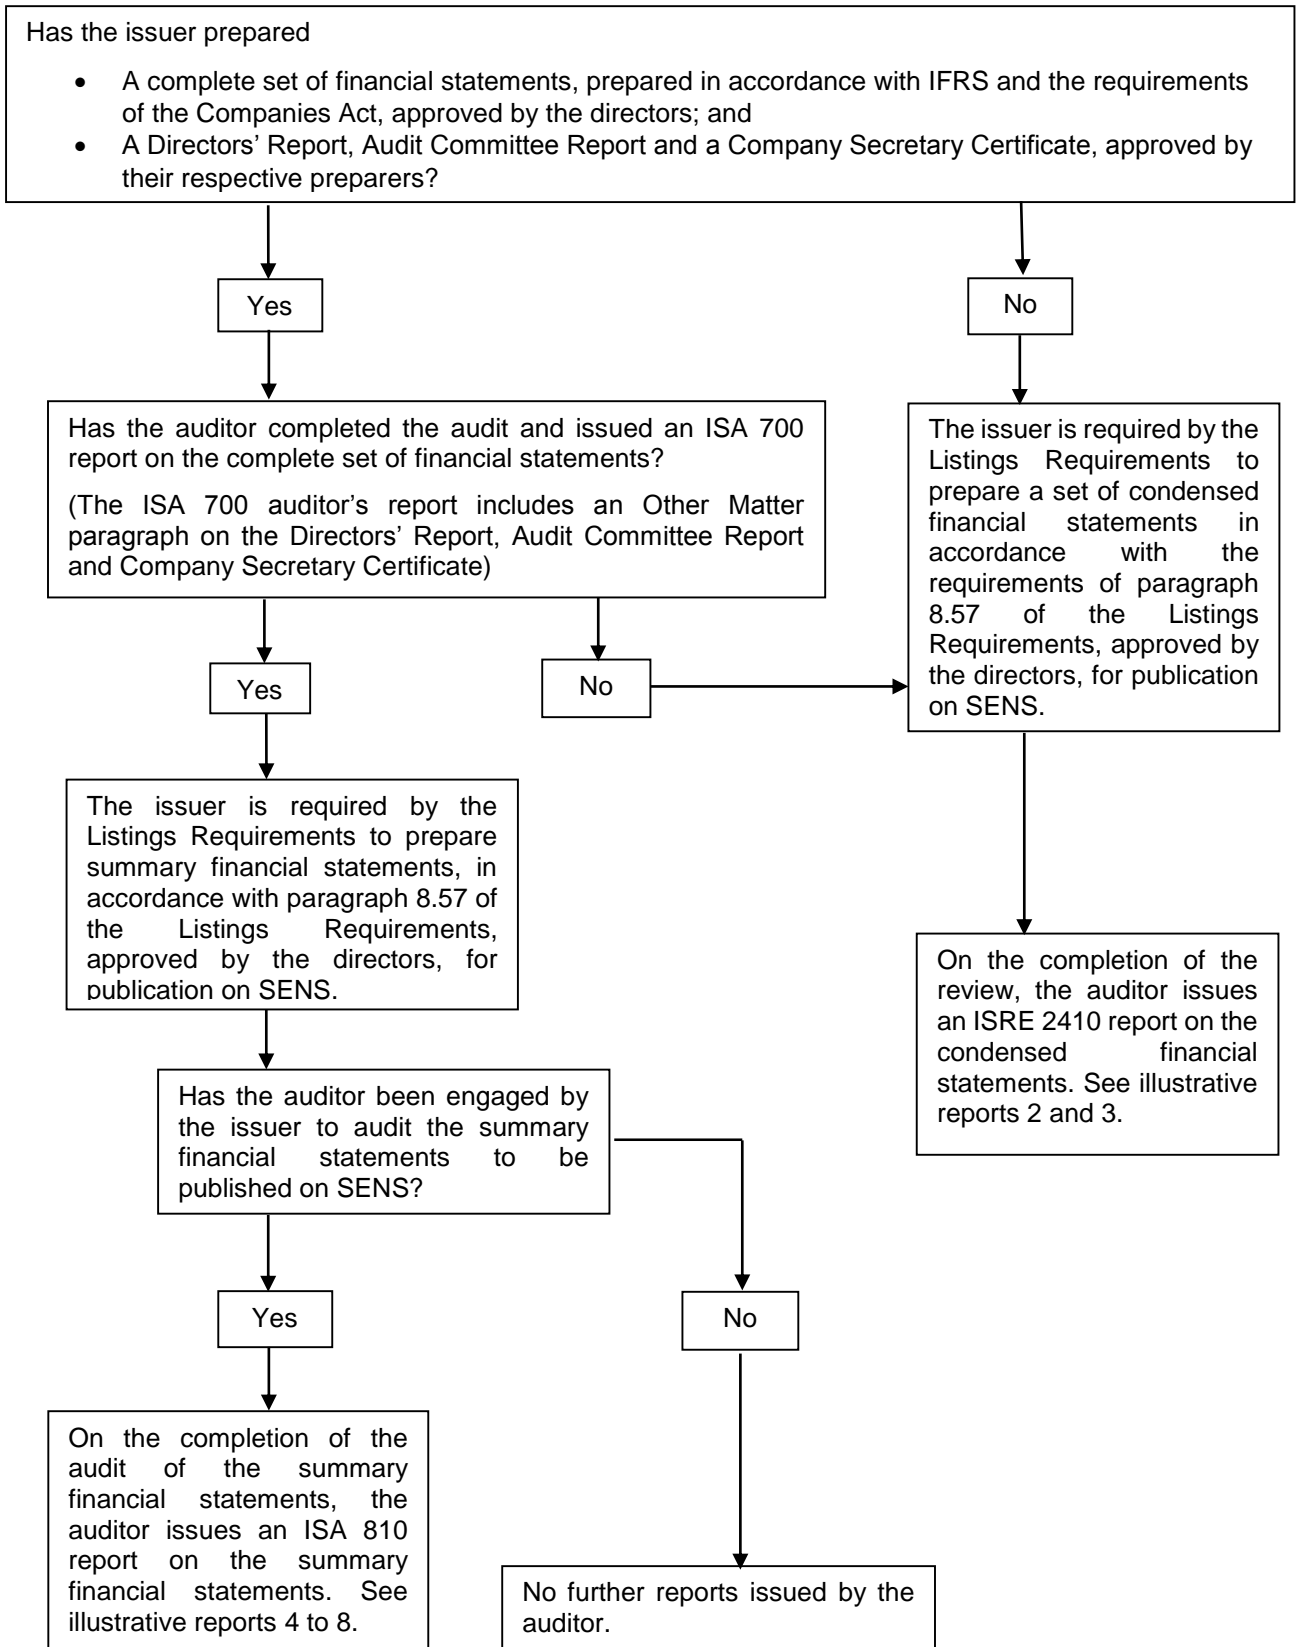 Has the issuer prepared
• A complete set of financial statements, prepared in accordance with IFRS and the requirements
of the Companies Act, approved by the directors; and
• A Directors’ Report, Audit Committee Report and a Company Secretary Certificate, approved by
their respective preparers?
Yes
No
Has the auditor completed the audit and issued an ISA 700
report on the complete set of financial statements?
(The ISA 700 auditor’s report includes an Other Matter
paragraph on the Directors’ Report, Audit Committee Report
and Company Secretary Certificate)
The issuer is required by the
Listings Requirements to
prepare a set of condensed
financial statements in
accordance with the
requirements of paragraph
8.57 of the Listings
Requirements, approved by
the directors, for publication
on SENS.
Yes
No
The issuer is required by the
Listings Requirements to prepare
summary financial statements, in
accordance with paragraph 8.57 of
the Listings Requirements,
approved by the directors, for
publication on SENS.
On the completion of the
review, the auditor issues
an ISRE 2410 report on the
condensed financial
statements. See illustrative
reports 2 and 3.
Has the auditor been engaged by
the issuer to audit the summary
financial statements to be
published on SENS?
Yes
No
On the completion of the
audit of the summary
financial statements, the
auditor issues an ISA 810
report on the summary
financial statements. See
illustrative reports 4 to 8.
No further reports issued by the
auditor.